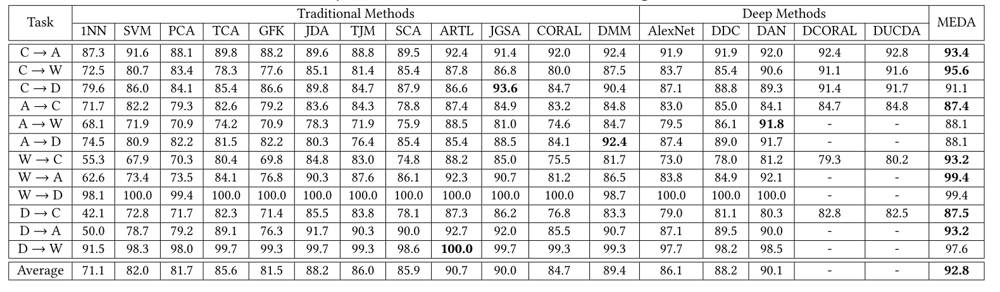 Task Traditional Methods Deep Methods MEDA
1NN SVM PCA TCA GFK JDA TJM SCA ARTL JGSA CORAL DMM AlexNet DDC DAN DCORAL DUCDA
C → A 87.3 91.6 88.1 89.8 88.2 89.6 88.8 89.5 92.4 91.4 92.0 92.4 91.9 91.9 92.0 92.4 92.8 93.4
C → W 72.5 80.7 83.4 78.3 77.6 85.1 81.4 85.4 87.8 86.8 80.0 87.5 83.7 85.4 90.6 91.1 91.6 95.6
C → D 79.6 86.0 84.1 85.4 86.6 89.8 84.7 87.9 86.6 93.6 84.7 90.4 87.1 88.8 89.3 91.4 91.7 91.1
A → C 71.7 82.2 79.3 82.6 79.2 83.6 84.3 78.8 87.4 84.9 83.2 84.8 83.0 85.0 84.1 84.7 84.8 87.4
A → W 68.1 71.9 70.9 74.2 70.9 78.3 71.9 75.9 88.5 81.0 74.6 84.7 79.5 86.1 91.8 - - 88.1
A → D 74.5 80.9 82.2 81.5 82.2 80.3 76.4 85.4 85.4 88.5 84.1 92.4 87.4 89.0 91.7 - - 88.1
W → C 55.3 67.9 70.3 80.4 69.8 84.8 83.0 74.8 88.2 85.0 75.5 81.7 73.0 78.0 81.2 79.3 80.2 93.2
W → A 62.6 73.4 73.5 84.1 76.8 90.3 87.6 86.1 92.3 90.7 81.2 86.5 83.8 84.9 92.1 - - 99.4
W → D 98.1 100.0 99.4 100.0 100.0 100.0 100.0 100.0 100.0 100.0 100.0 98.7 100.0 100.0 100.0 - - 99.4
D → C 42.1 72.8 71.7 82.3 71.4 85.5 83.8 78.1 87.3 86.2 76.8 83.3 79.0 81.1 80.3 82.8 82.5 87.5
D → A 50.0 78.7 79.2 89.1 76.3 91.7 90.3 90.0 92.7 92.0 85.5 90.7 87.1 89.5 90.0 - - 93.2
D → W 91.5 98.3 98.0 99.7 99.3 99.7 99.3 98.6 100.0 99.7 99.3 99.3 97.7 98.2 98.5 - - 97.6
Average 71.1 82.0 81.7 85.6 81.5 88.2 86.0 85.9 90.7 90.0 84.7 89.4 86.1 88.2 90.1 - - 92.8